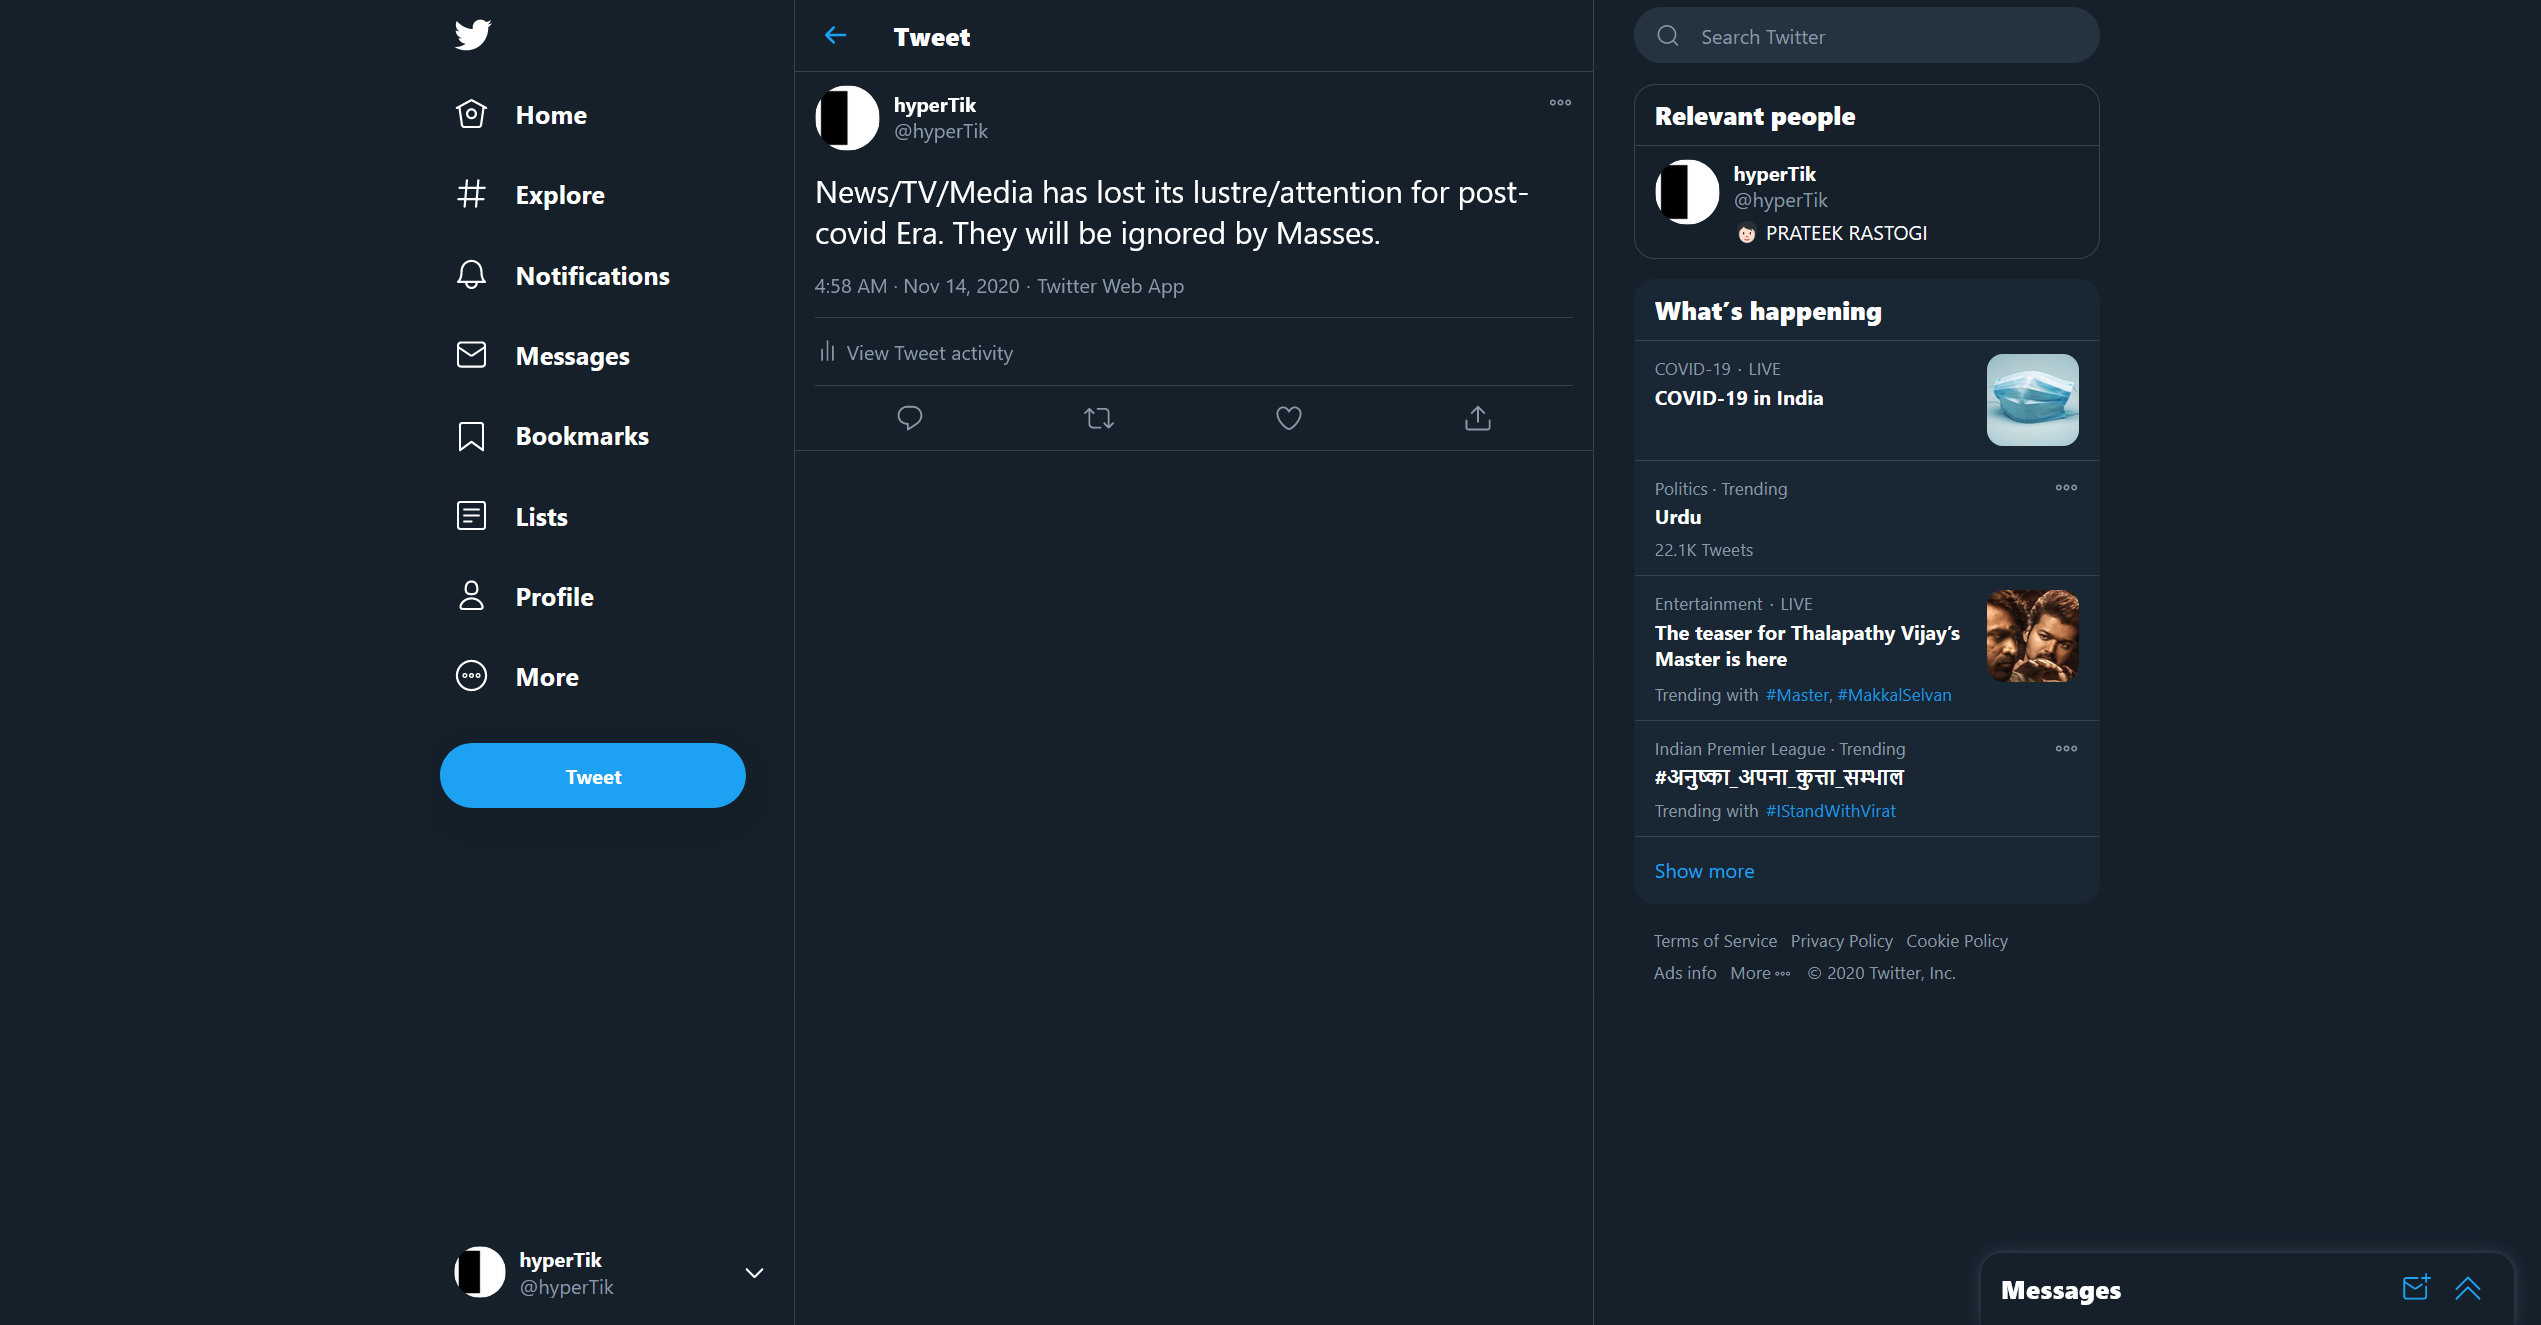 Home
Explore
Notifications
Messages
Bookmarks
Lists
Profile
More
Tweet
hyperTik
@hyperTik
Tweet
hyperTik
@hyperTik
News/TV/Media has lost its lustre/attention for post-
covid Era. They will be ignored by Masses.
4:58 AM · Nov 14, 2020 · Twitter Web App
View Tweet activity
Search Twitter
Relevant people
hyperTik
@hyperTik
PRATEEK RASTOGI
What's happening
COVID-19 · LIVE
COVID-19 in India
Politics · Trending
Urdu
22.1K Tweets
Entertainment · LIVE
The teaser for Thalapathy Vijay's
Master is here
Trending with #Master, #MakkalSelvan
Indian Premier League · Trending
#अनुष्का_अपना_कुत्ता_सम्भाल
Trending with #IStandWithVirat
Show more
Terms of Service Privacy Policy Cookie Policy
Ads info More © 2020 Twitter, Inc.
Messages